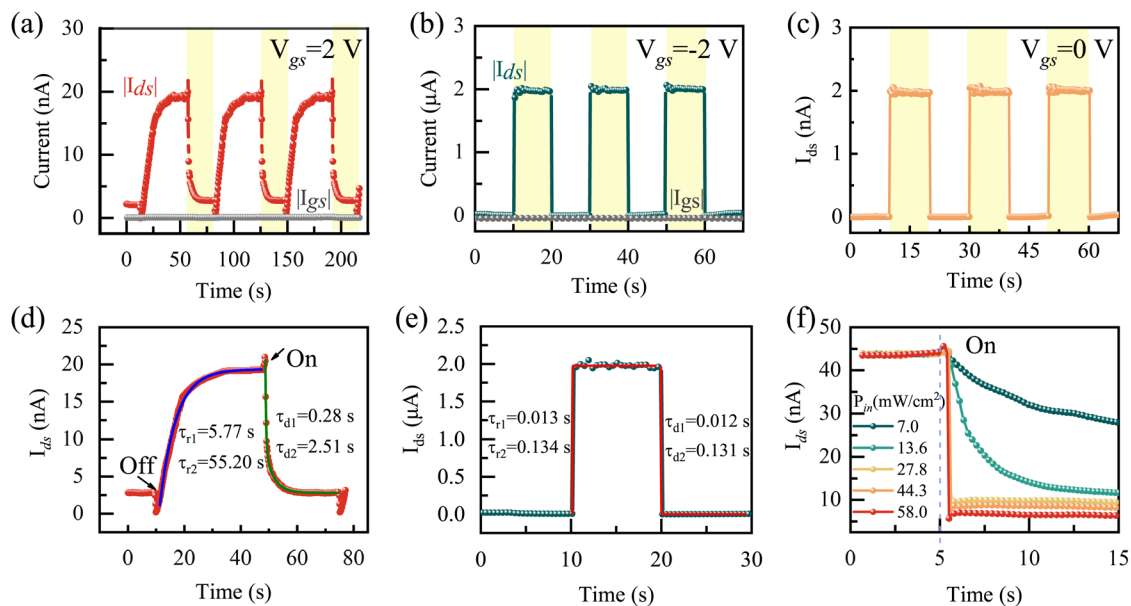 (a)
V_gs=2 V
|I_ds|
|I_gs|
Current (nA)
30
20
10
0
0 50 100 150 200
Time (s)
(b)
V_gs=-2 V
|I_ds|
|I_gs|
Current (μA)
3
2
1
0
0 20 40 60
Time (s)
(c)
V_gs=0 V
I_ds (nA)
3
2
1
0
0 15 30 45 60
Time (s)
(d)
On
Off
τ_r1=5.77 s
τ_r2=55.20 s
τ_d1=0.28 s
τ_d2=2.51 s
I_ds (nA)
25
20
15
10
5
0
0 20 40 60 80
Time (s)
(e)
τ_r1=0.013 s
τ_r2=0.134 s
τ_d1=0.012 s
τ_d2=0.131 s
I_ds (μA)
2.5
2.0
1.5
1.0
0.5
0.0
0 10 20 30
Time (s)
(f)
On
P_in(mW/cm²)
7.0
13.6
27.8
44.3
58.0
I_ds (nA)
50
40
30
20
10
0 5 10 15
Time (s)